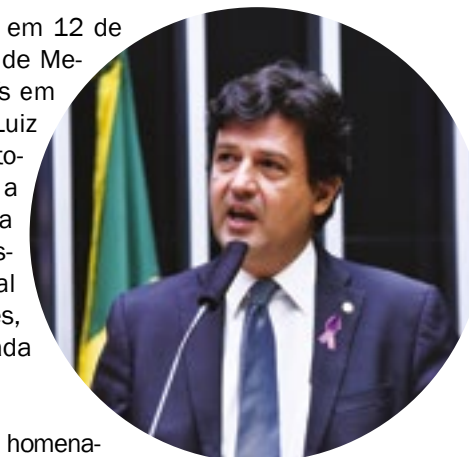 em 12 de
de Me-
s em
Luiz
to-
a
a
s-
al
es,
nda
homena-